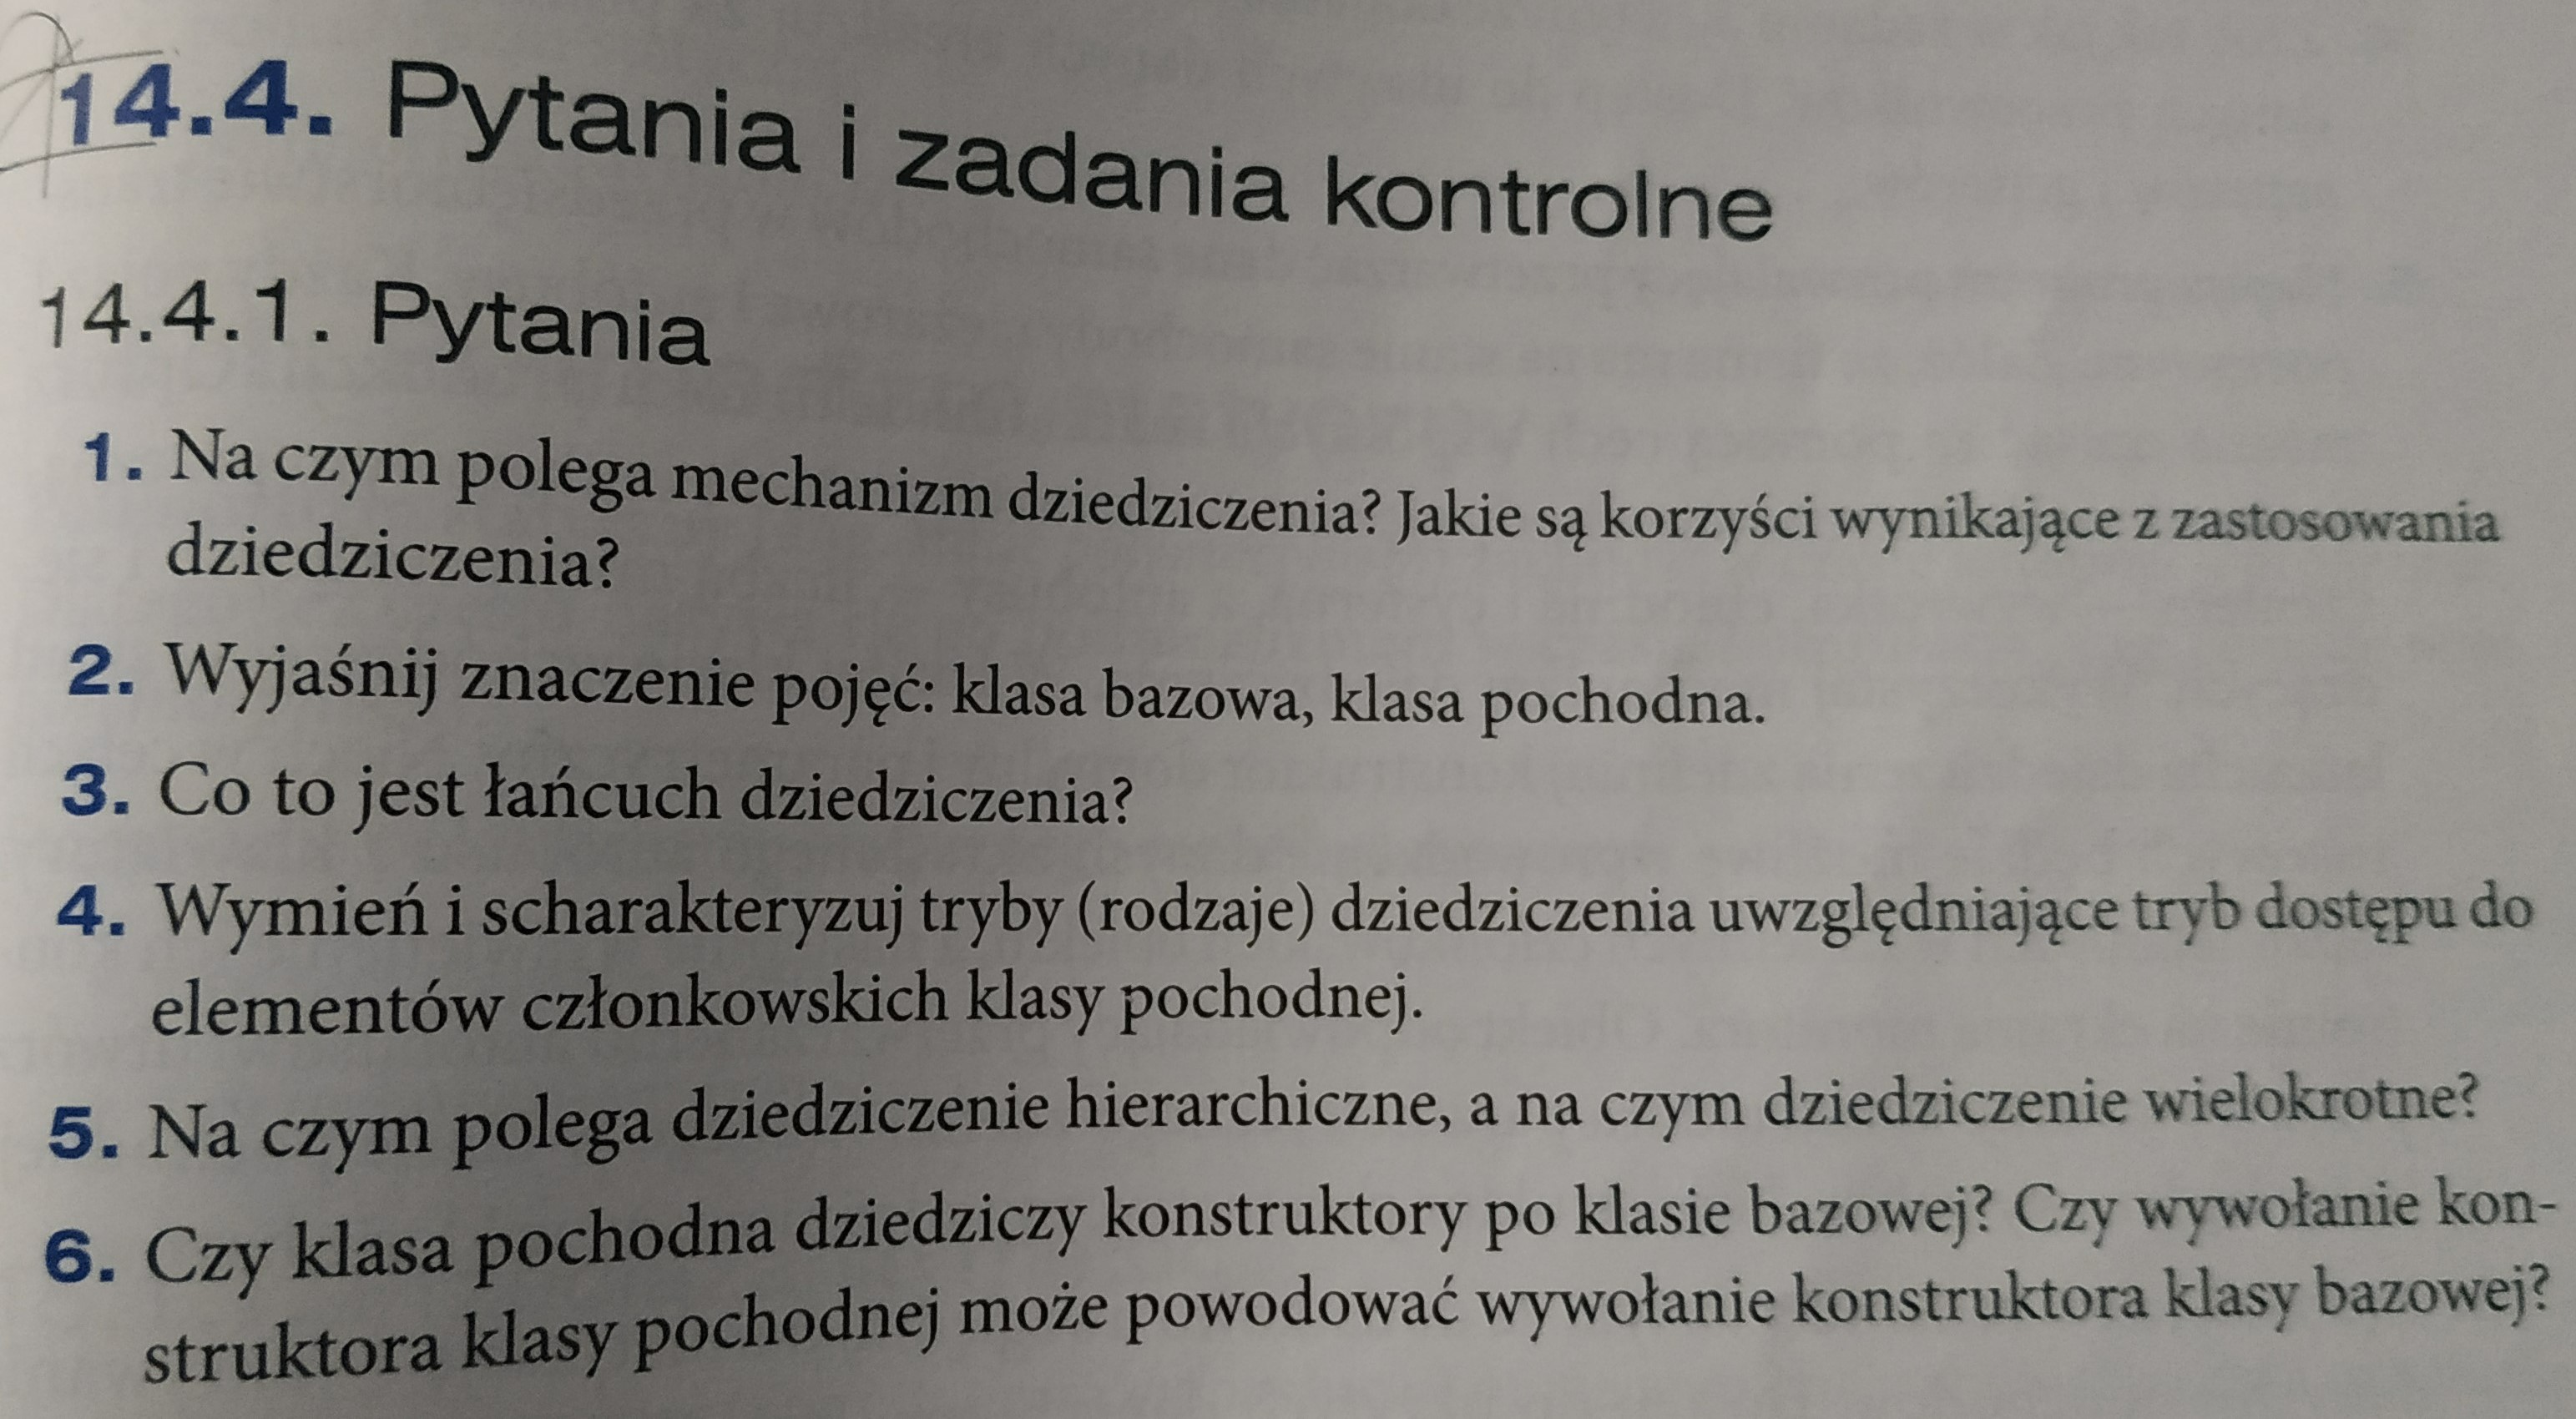 14.4. Pytania i zadania kontrolne
14.4.1. Pytania
1. Na czym polega mechanizm dziedziczenia? Jakie są korzyści wynikające z zastosowania
dziedziczenia?
2. Wyjaśnij znaczenie pojęć: klasa bazowa, klasa pochodna.
3. Co to jest łańcuch dziedziczenia?
4. Wymień i scharakteryzuj tryby (rodzaje) dziedziczenia uwzględniające tryb dostępu do
elementów członkowskich klasy pochodnej.
5. Na czym polega dziedziczenie hierarchiczne, a na czym dziedziczenie wielokrotne?
6. Czy klasa pochodna dziedziczy konstruktory po klasie bazowej? Czy wywołanie kon-
struktora klasy pochodnej może powodować wywołanie konstruktora klasy bazowej?